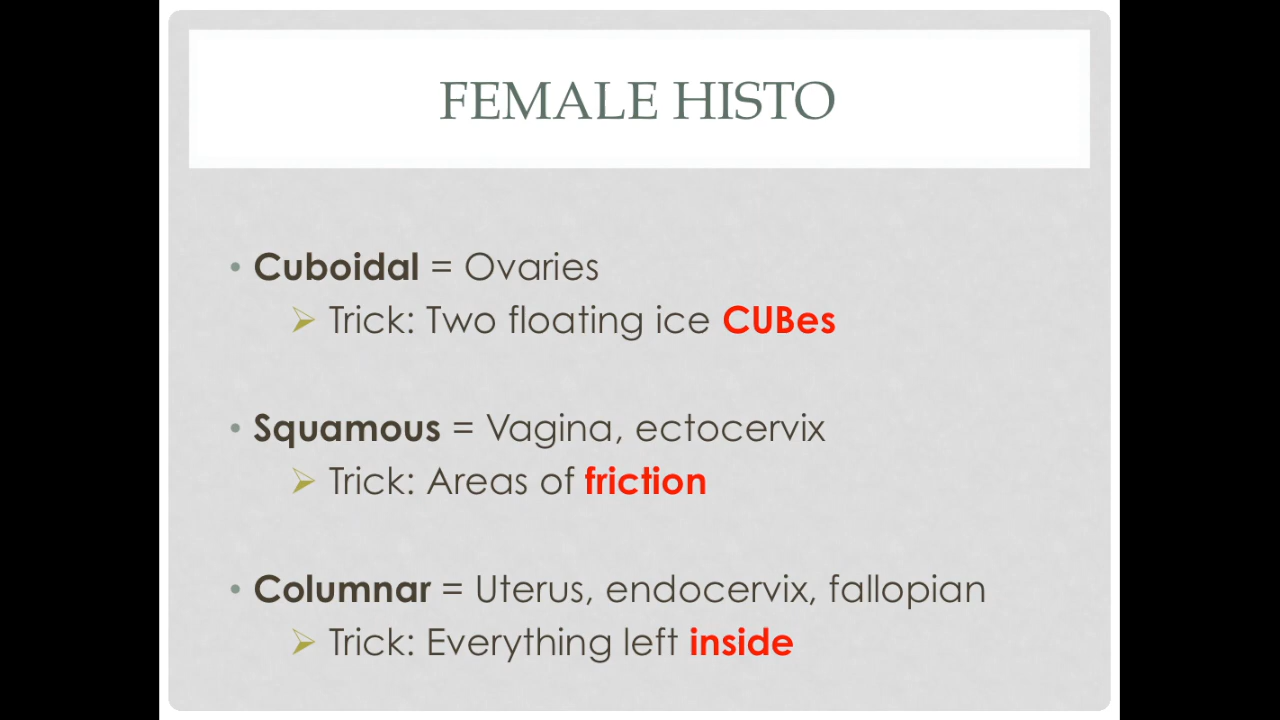 FEMALE HISTO
• Cuboidal = Ovaries
➢ Trick: Two floating ice CUBes
• Squamous = Vagina, ectocervix
➢ Trick: Areas of friction
• Columnar = Uterus, endocervix, fallopian
➢ Trick: Everything left inside